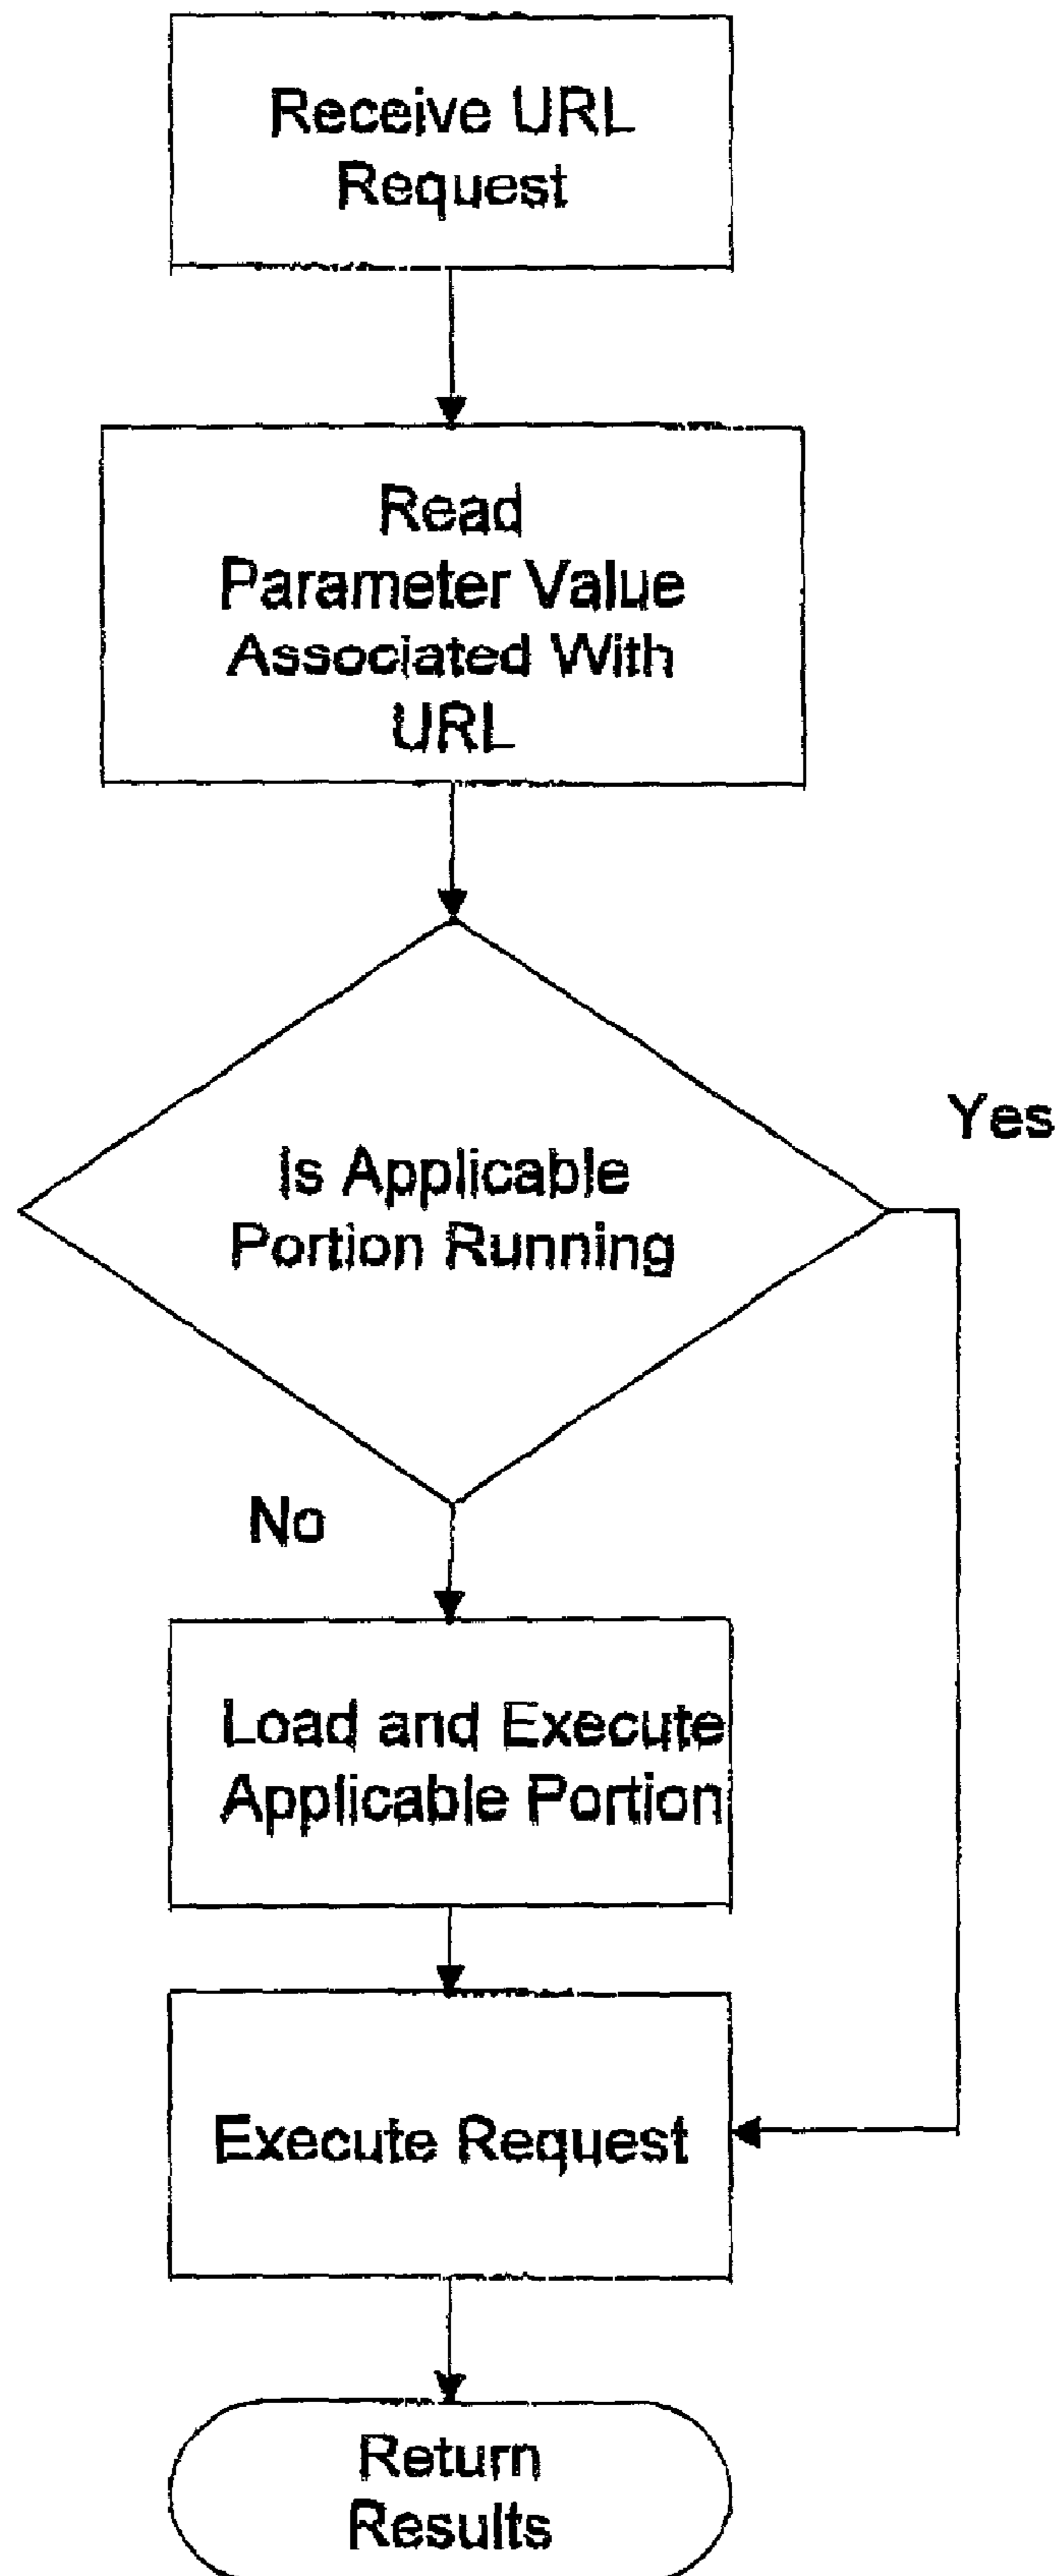 Receive URL
Request
Read
Parameter Value
Associated With
URL
Yes
Is Applicable
Portion Running
No
Load and Execute
Applicable Portion
Execute Request
Return
Results